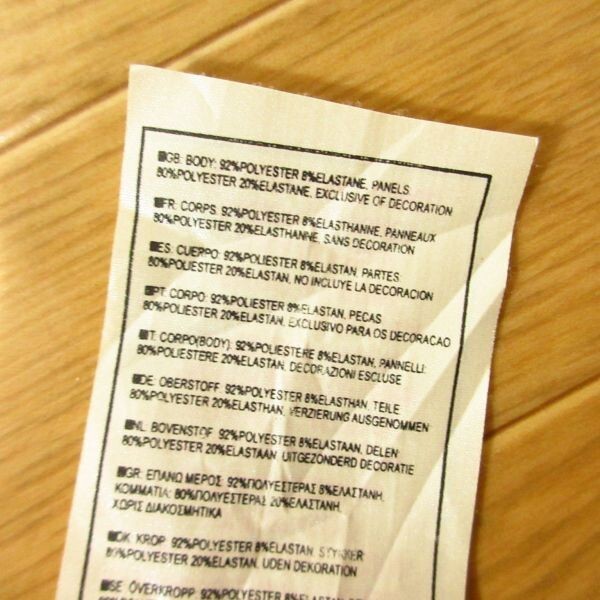 GB: BODY: 92%POLYESTER 8%ELASTANE, PANELS
80%POLYESTER 20%ELASTANE, EXCLUSIVE OF DECORATION
FR: CORPS: 92%POLYESTER 8%ELASTHANNE, PANNEAUX
80%POLYESTER 20%ELASTHANNE, SANS DECORATION
ES: CUERPO: 92%POLIESTER 8%ELASTAN, PARTES
80%POLIESTER 20%ELASTAN, NO INCLUYE LA DECORACION
PT: CORPO: 92%POLIESTER 8%ELASTAN, PECAS
80%POLIESTER 20%ELASTAN, EXCLUSIVO PARA OS DECORACAO
IT: CORPO(BODY): 92%POLIESTERE 8%ELASTAN, PANNELLI:
80%POLIESTERE 20%ELASTAN, DECORAZIONI ESCLUSE
DE: OBERSTOFF: 92%POLYESTER 8%ELASTHAN, TEILE:
80%POLYESTER 20%ELASTHAN, VERZIERUNG AUSGENOMMEN
NL: BOVENSTOF: 92%POLYESTER 8%ELASTAAN, DELEN:
80%POLYESTER 20%ELASTAAN, UITGEZONDERD DECORATIE
GR: ΕΠΑΝΩ ΜΕΡΟΣ: 92%ΠΟΛΥΕΣΤΕΡΑΣ 8%ΕΛΑΣΤΑΝΗ,
ΚΟΜΜΑΤΙΑ: 80%ΠΟΛΥΕΣΤΕΡΑΣ 20%ΕΛΑΣΤΑΝΗ,
ΧΩΡΙΣ ΔΙΑΚΟΣΜΗΤΙΚΑ
DK: KROP: 92%POLYESTER 8%ELASTAN, STYKKER:
80%POLYESTER 20%ELASTAN, UDEN DEKORATION
SE: ÖVERKROPP: 92%POLYESTER 8%ELASTAN,